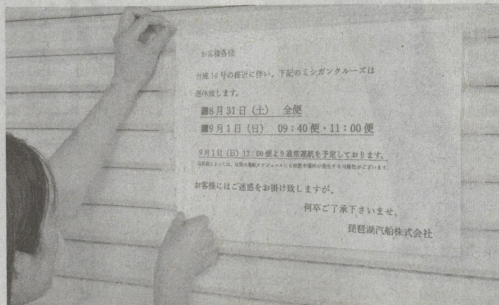 お客様各位
台風10号の接近に伴い、下記のミシガンクルーズは
運休致します。
■8月31日（土）　全便
■9月1日（日）　09：40便・11：00便
9月1日（日）13：00便より通常運航を予定しております。
お客様にはご迷惑をお掛け致しますが、
何卒ご了承下さいませ。
琵琶湖汽船株式会社